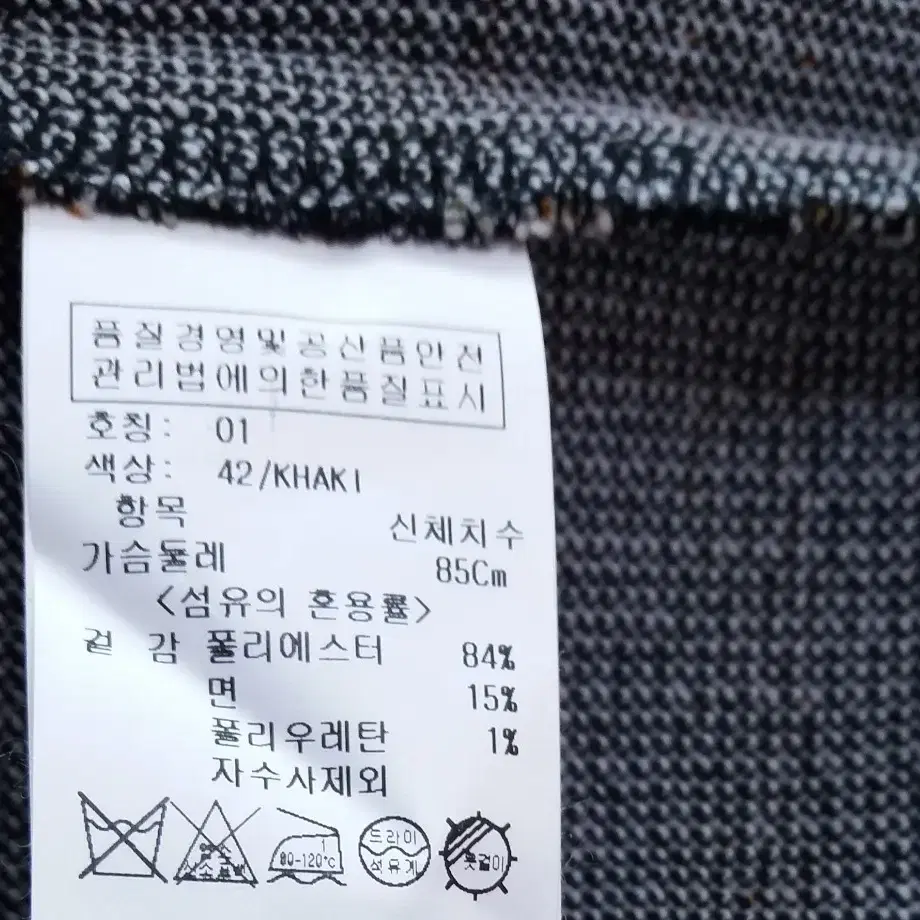 품질경영및공산품안전
관리법에의한품질표시
호칭: 01
색상: 42/KHAKI
항목 신체치수
가슴둘레 85Cm
<섬유의 혼용률>
겉 감 폴리에스터 84%
면 15%
폴리우레탄 1%
자수사제외
1
80-120°c
드라이
석유계
옷걸이